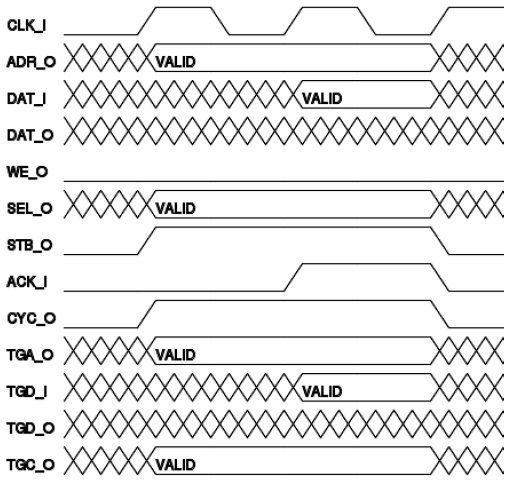 CLK_I
ADR_O VALID
DAT_I VALID
DAT_O
WE_O
SEL_O VALID
STB_O
ACK_I
CYC_O
TGA_O VALID
TGD_I VALID
TGD_O
TGC_O VALID